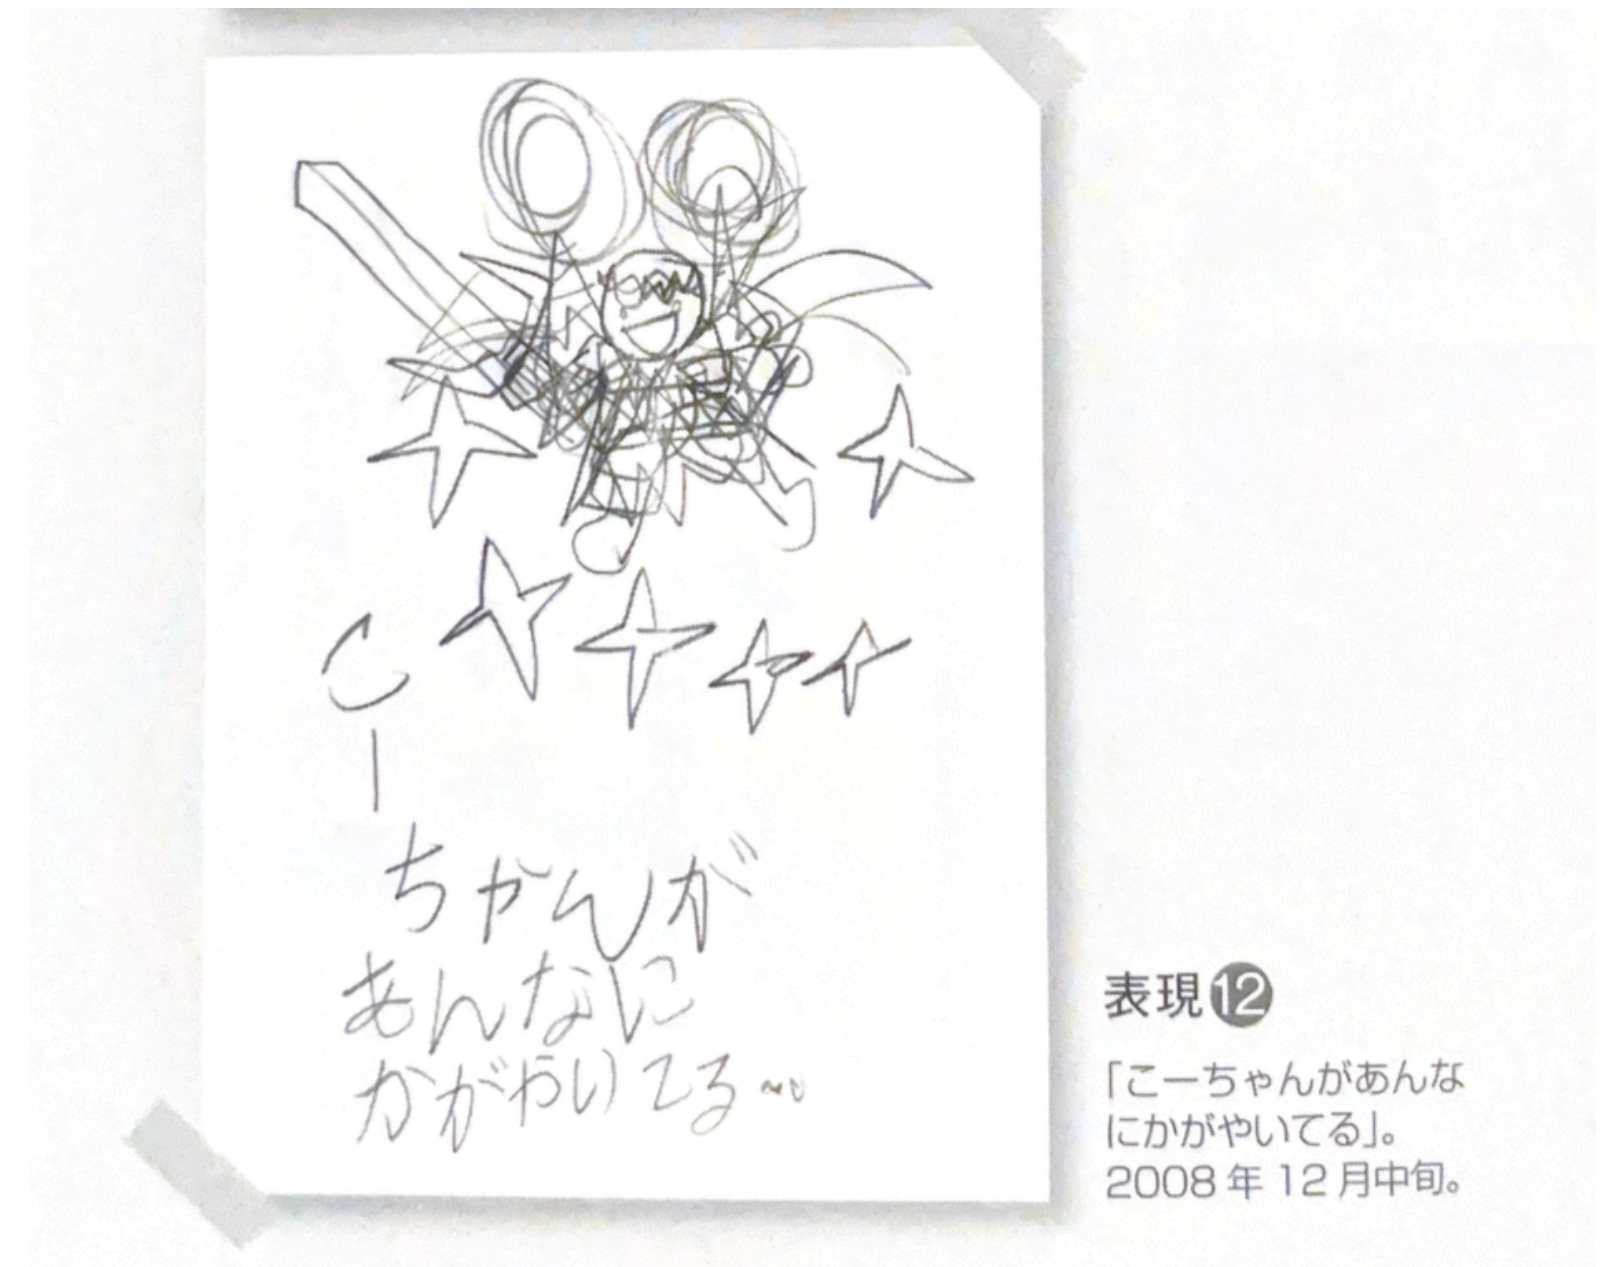 こ
ー
ちゃんが
あんなに
かがやいてる〜
表現⑫
「こーちゃんがあんな
にかがやいてる」。
2008年12月中旬。